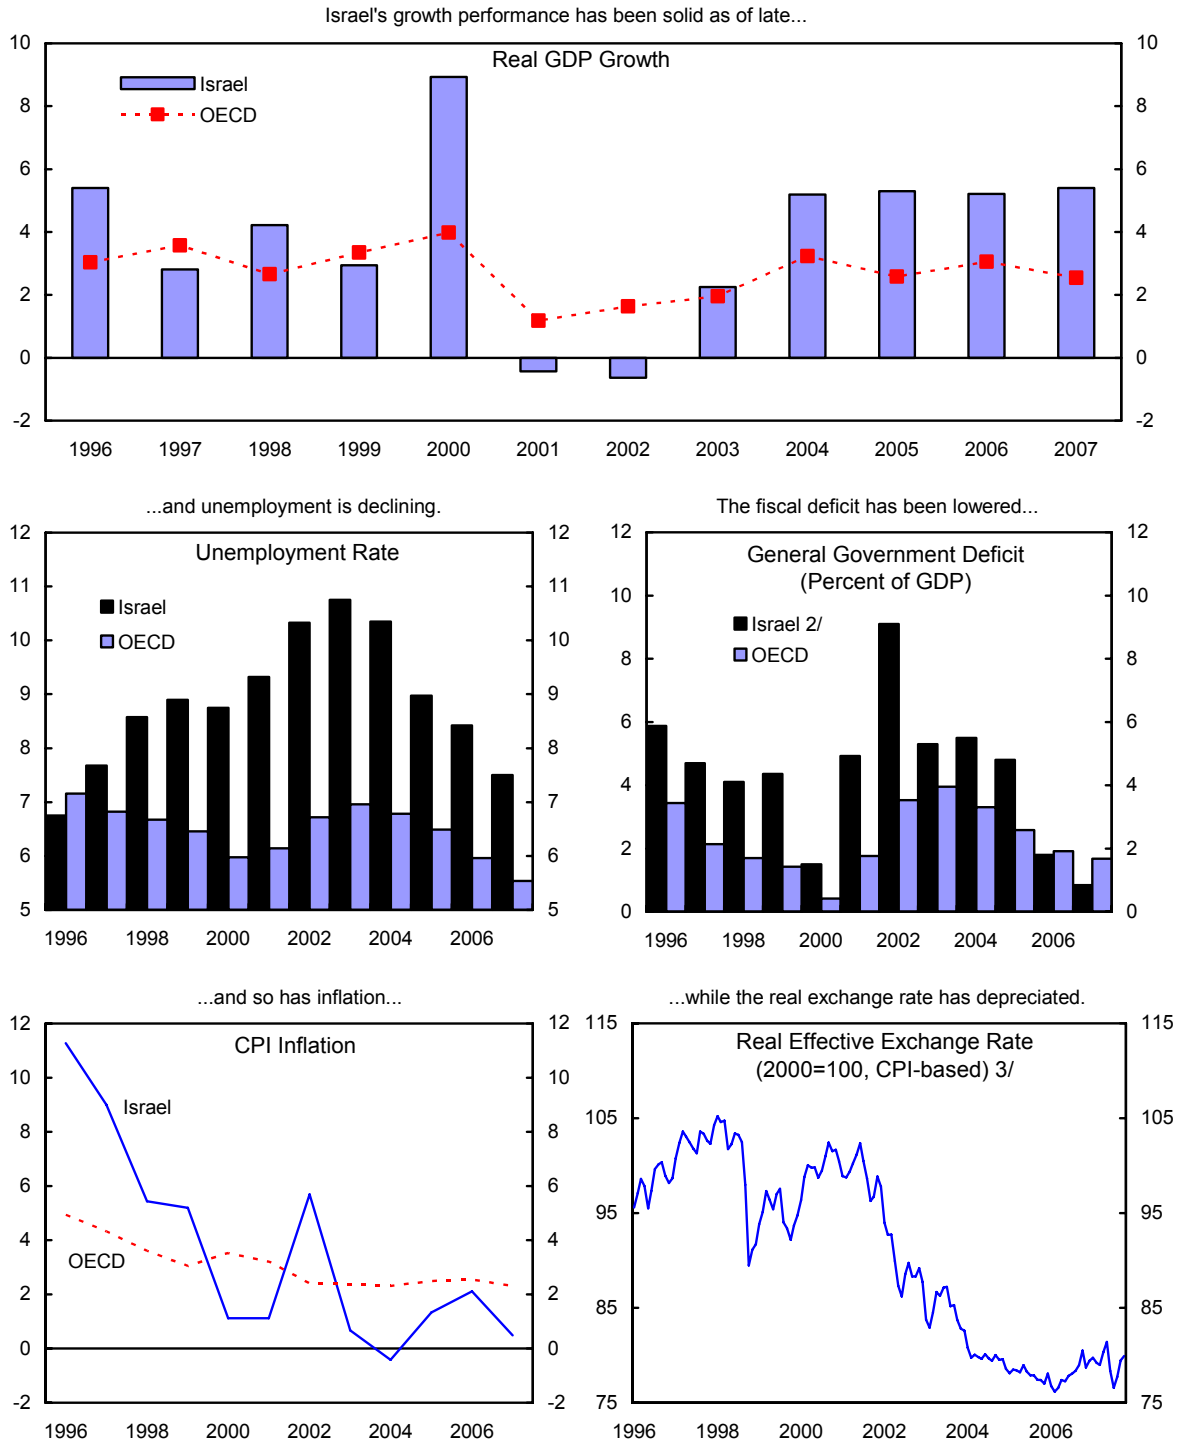 Israel's growth performance has been solid as of late...
10 10
Real GDP Growth
Israel
8 8
OECD
6 6
4 4
2 2
0 0
-2 -2
1996 1997 1998 1999 2000 2001 2002 2003 2004 2005 2006 2007
...and unemployment is declining.
12 12
Unemployment Rate
11 11
Israel
10 10
OECD
9 9
8 8
7 7
6 6
5 5
1996 1998 2000 2002 2004 2006
The fiscal deficit has been lowered...
12 12
General Government Deficit
(Percent of GDP)
10 10
Israel 2/
OECD
8 8
6 6
4 4
2 2
0 0
1996 1998 2000 2002 2004 2006
...and so has inflation...
12 12
CPI Inflation
10 10
Israel
8 8
6 6
4 4
OECD
2 2
0 0
-2 -2
1996 1998 2000 2002 2004 2006
...while the real exchange rate has depreciated.
115 115
Real Effective Exchange Rate
(2000=100, CPI-based) 3/
105 105
95 95
85 85
75 75
1996 1998 2000 2002 2004 2006